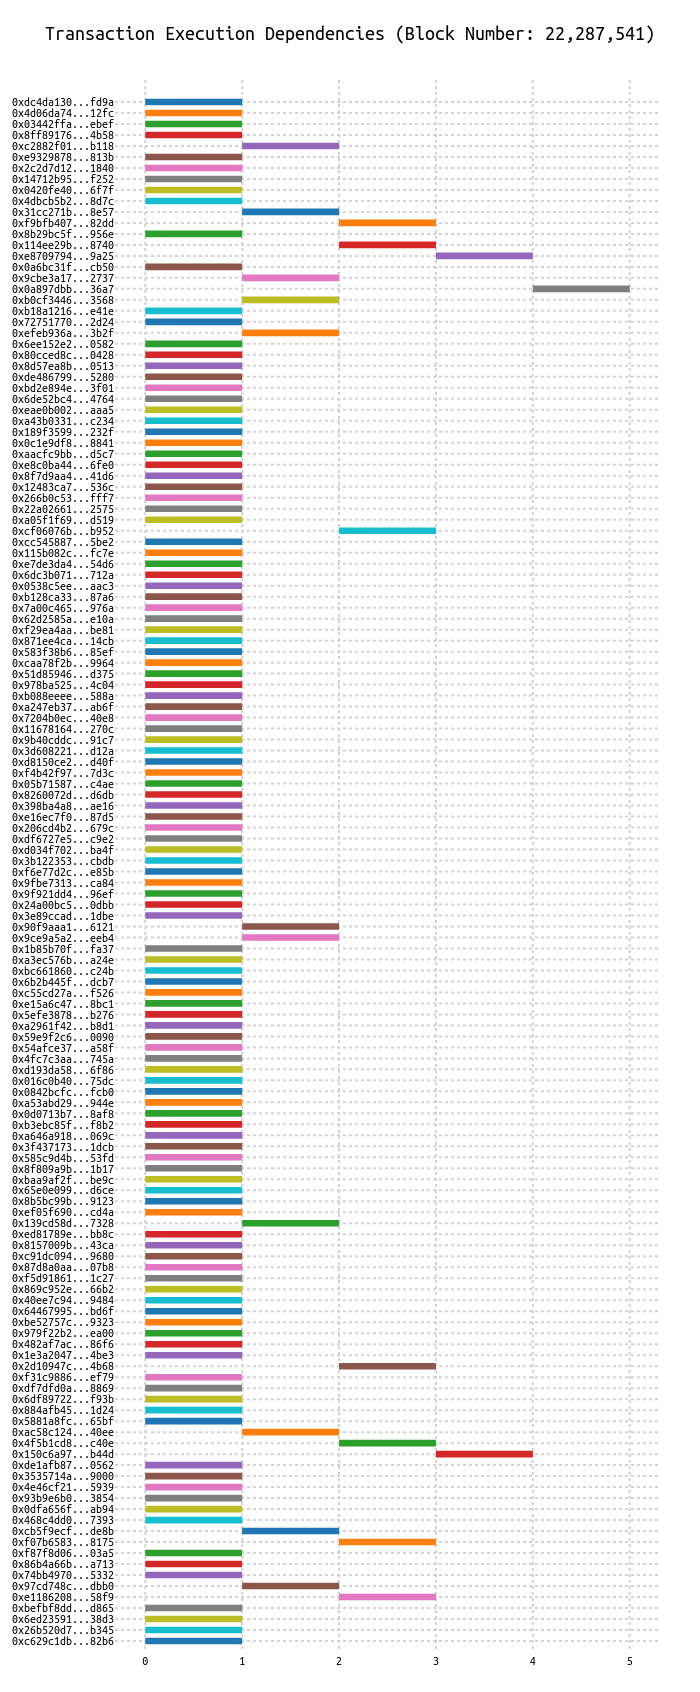 Transaction Execution Dependencies (Block Number: 22,287,541)
0xdc4da130...fd9a
0x4d06da74...12fc
0x03442ffa...ebef
0x8ff89176...4b58
0xc2882f01...b118
0xe9329878...813b
0x2c2d7d12...1840
0x14712b95...f252
0x0420fe40...6f7f
0x4dbcb5b2...8d7c
0x31cc271b...8e57
0xf9bfb407...82dd
0x8b29bc5f...956e
0x114ee29b...8740
0xe8709794...9a25
0x0a6bc31f...cb50
0x9cbe3a17...2737
0x0a897dbb...36a7
0xb0cf3446...3568
0xb18a1216...e41e
0x72751770...2d24
0xefeb936a...3b2f
0x6ee152e2...0582
0x80cced8c...0428
0x8d57ea8b...0513
0xde486799...5280
0xbd2e894e...3f01
0x6de52bc4...4764
0xeae0b002...aaa5
0xa43b0331...c234
0x189f3599...232f
0x0c1e9df8...8841
0xaacfc9bb...d5c7
0xe8c0ba44...6fe0
0x8f7d9aa4...41d6
0x12483ca7...536c
0x266b0c53...fff7
0x22a02661...2575
0xa05f1f69...d519
0xcf06076b...b952
0xcc545887...5be2
0x115b082c...fc7e
0xe7de3da4...54d6
0x6dc3b071...712a
0x0538c5ee...aac3
0xb128ca33...87a6
0x7a00c465...976a
0x62d2585a...e10a
0xf29ea4aa...be81
0x871ee4ca...14cb
0x583f38b6...85ef
0xcaa78f2b...9964
0x51d85946...d375
0x978ba525...4c04
0xb088eeee...588a
0xa247eb37...ab6f
0x7204b0ec...40e8
0x11678164...270c
0x9b40cddc...91c7
0x3d608221...d12a
0xd8150ce2...d40f
0xf4b42f97...7d3c
0x05b71587...c4ae
0x8260072d...d6db
0x398ba4a8...ae16
0xe16ec7f0...87d5
0x206cd4b2...679c
0xdf6727e5...c9e2
0xd034f702...ba4f
0x3b122353...cbdb
0xf6e77d2c...e85b
0x9fbe7313...ca84
0x9f921dd4...96ef
0x24a00bc5...0dbb
0x3e89ccad...1dbe
0x90f9aaa1...6121
0x9ce9a5a2...eeb4
0x1b85b70f...fa37
0xa3ec576b...a24e
0xbc661860...c24b
0x6b2b445f...dcb7
0xc55cd27a...f526
0xe15a6c47...8bc1
0x5efe3878...b276
0xa2961f42...b8d1
0x59e9f2c6...0090
0x54afce37...a58f
0x4fc7c3aa...745a
0xd193da58...6f86
0x016c0b40...75dc
0x0842bcfc...fcb0
0xa53abd29...944e
0x0d0713b7...8af8
0xb3ebc85f...f8b2
0xa646a918...069c
0x3f437173...1dcb
0x585c9d4b...53fd
0x8f809a9b...1b17
0xbaa9af2f...be9c
0x65e0e099...d6ce
0x8b5bc99b...9123
0xef05f690...cd4a
0x139cd58d...7328
0xed81789e...bb8c
0x8157009b...43ca
0xc91dc094...9680
0x87d8a0aa...07b8
0xf5d91861...1c27
0x869c952e...66b2
0x40ee7c94...9484
0x64467995...bd6f
0xbe52757c...9323
0x979f22b2...ea00
0x482af7ac...86f6
0x1e3a2047...4be3
0x2d10947c...4b68
0xf31c9886...ef79
0xdf7dfd0a...8869
0x6df89722...f93b
0x884afb45...1d24
0x5881a8fc...65bf
0xac58c124...40ee
0x4f5b1cd8...c40e
0x150c6a97...b44d
0xde1afb87...0562
0x3535714a...9000
0x4e46cf21...5939
0x93b9e6b0...3854
0x0dfa656f...ab94
0x468c4dd0...7393
0xcb5f9ecf...de8b
0xf07b6583...8175
0xf87f8d06...03a5
0x86b4a66b...a713
0x74bb4970...5332
0x97cd748c...dbb0
0xe1186208...58f9
0xbefbf8dd...d865
0x6ed23591...38d3
0x26b520d7...b345
0xc629c1db...82b6
0 1 2 3 4 5